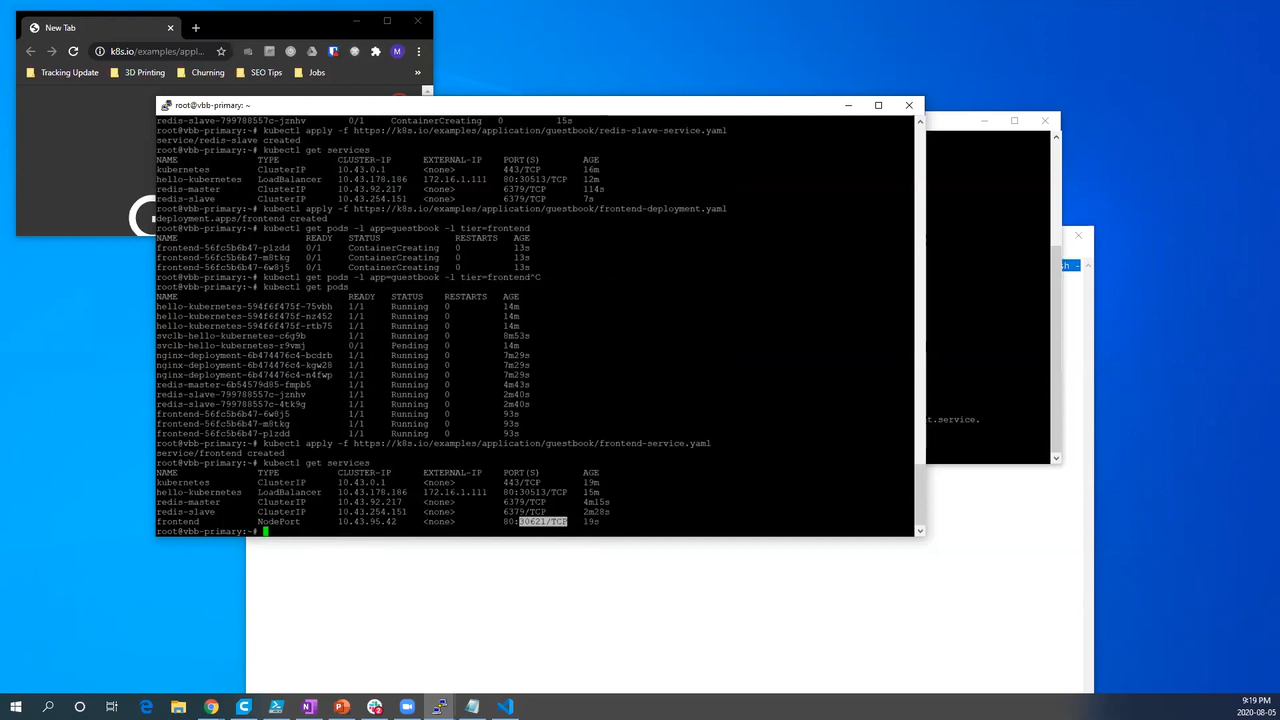 New Tab
k8s.io/examples/appl...
M
Tracking Update
3D Printing
Churning
SEO Tips
Jobs
»
root@vbb-primary: ~
redis-slave-799788557c-jznhv 0/1 ContainerCreating 0 15s
root@vbb-primary:~# kubectl apply -f https://k8s.io/examples/application/guestbook/redis-slave-service.yaml
service/redis-slave created
root@vbb-primary:~# kubectl get services
NAME TYPE CLUSTER-IP EXTERNAL-IP PORT(S) AGE
kubernetes ClusterIP 10.43.0.1 <none> 443/TCP 16m
hello-kubernetes LoadBalancer 10.43.178.186 172.16.1.111 80:30513/TCP 12m
redis-master ClusterIP 10.43.92.217 <none> 6379/TCP 114s
redis-slave ClusterIP 10.43.254.151 <none> 6379/TCP 7s
root@vbb-primary:~# kubectl apply -f https://k8s.io/examples/application/guestbook/frontend-deployment.yaml
deployment.apps/frontend created
root@vbb-primary:~# kubectl get pods -l app=guestbook -l tier=frontend
NAME READY STATUS RESTARTS AGE
frontend-56fc5b6b47-plzdd 0/1 ContainerCreating 0 13s
frontend-56fc5b6b47-m8tkg 0/1 ContainerCreating 0 13s
frontend-56fc5b6b47-6w8j5 0/1 ContainerCreating 0 13s
root@vbb-primary:~# kubectl get pods -l app=guestbook -l tier=frontend^C
root@vbb-primary:~# kubectl get pods
NAME READY STATUS RESTARTS AGE
hello-kubernetes-594f6f475f-75vbh 1/1 Running 0 14m
hello-kubernetes-594f6f475f-nz452 1/1 Running 0 14m
hello-kubernetes-594f6f475f-rtb75 1/1 Running 0 14m
svclb-hello-kubernetes-c6g9b 1/1 Running 0 8m53s
svclb-hello-kubernetes-r9vmj 0/1 Pending 0 14m
nginx-deployment-6b474476c4-bcdrb 1/1 Running 0 7m29s
nginx-deployment-6b474476c4-kgw28 1/1 Running 0 7m29s
nginx-deployment-6b474476c4-n4fwp 1/1 Running 0 7m29s
redis-master-6b54579d85-fmpb5 1/1 Running 0 4m43s
redis-slave-799788557c-jznhv 1/1 Running 0 2m40s
redis-slave-799788557c-4tk9g 1/1 Running 0 2m40s
frontend-56fc5b6b47-6w8j5 1/1 Running 0 93s
frontend-56fc5b6b47-m8tkg 1/1 Running 0 93s
frontend-56fc5b6b47-plzdd 1/1 Running 0 93s
root@vbb-primary:~# kubectl apply -f https://k8s.io/examples/application/guestbook/frontend-service.yaml
service/frontend created
root@vbb-primary:~# kubectl get services
NAME TYPE CLUSTER-IP EXTERNAL-IP PORT(S) AGE
kubernetes ClusterIP 10.43.0.1 <none> 443/TCP 19m
hello-kubernetes LoadBalancer 10.43.178.186 172.16.1.111 80:30513/TCP 15m
redis-master ClusterIP 10.43.92.217 <none> 6379/TCP 4m15s
redis-slave ClusterIP 10.43.254.151 <none> 6379/TCP 2m28s
frontend NodePort 10.43.95.42 <none> 80:30621/TCP 19s
root@vbb-primary:~#
sh -
nt.service.
9:19 PM
2020-08-05